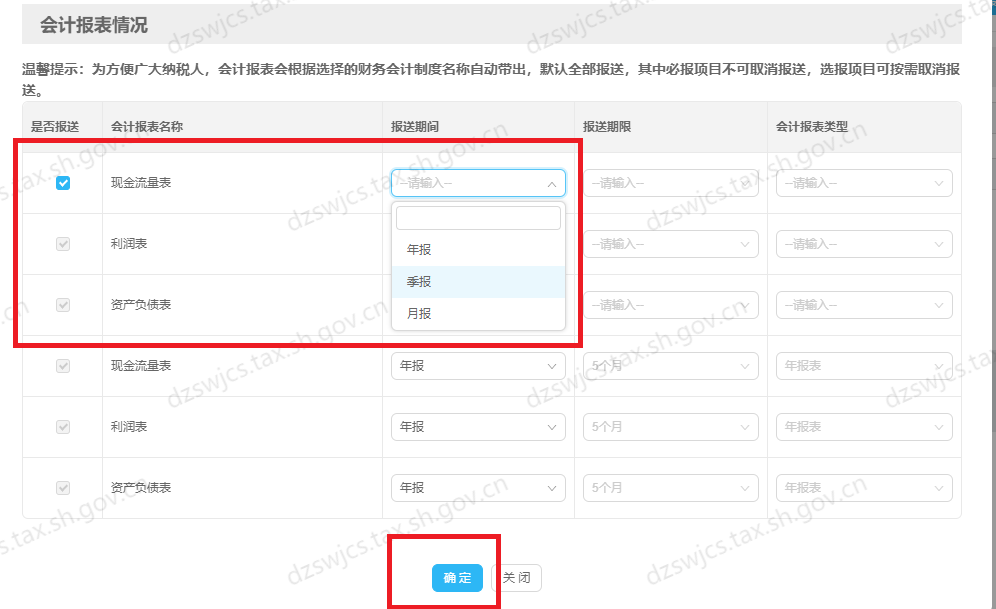 会计报表情况
温馨提示：为方便广大纳税人，会计报表会根据选择的财务会计制度名称自动带出，默认全部报送，其中必报项目不可取消报送，选报项目可按需取消报
送。
是否报送 会计报表名称 报送期间 报送期限 会计报表类型
现金流量表 --请输入-- --请输入-- --请输入--
利润表 年报 --请输入-- --请输入--
季报
资产负债表 月报 --请输入-- --请输入--
现金流量表 年报 5个月 年报表
利润表 年报 5个月 年报表
资产负债表 年报 5个月 年报表
确定 关闭
dzswjcs.tax.sh.gov.cn